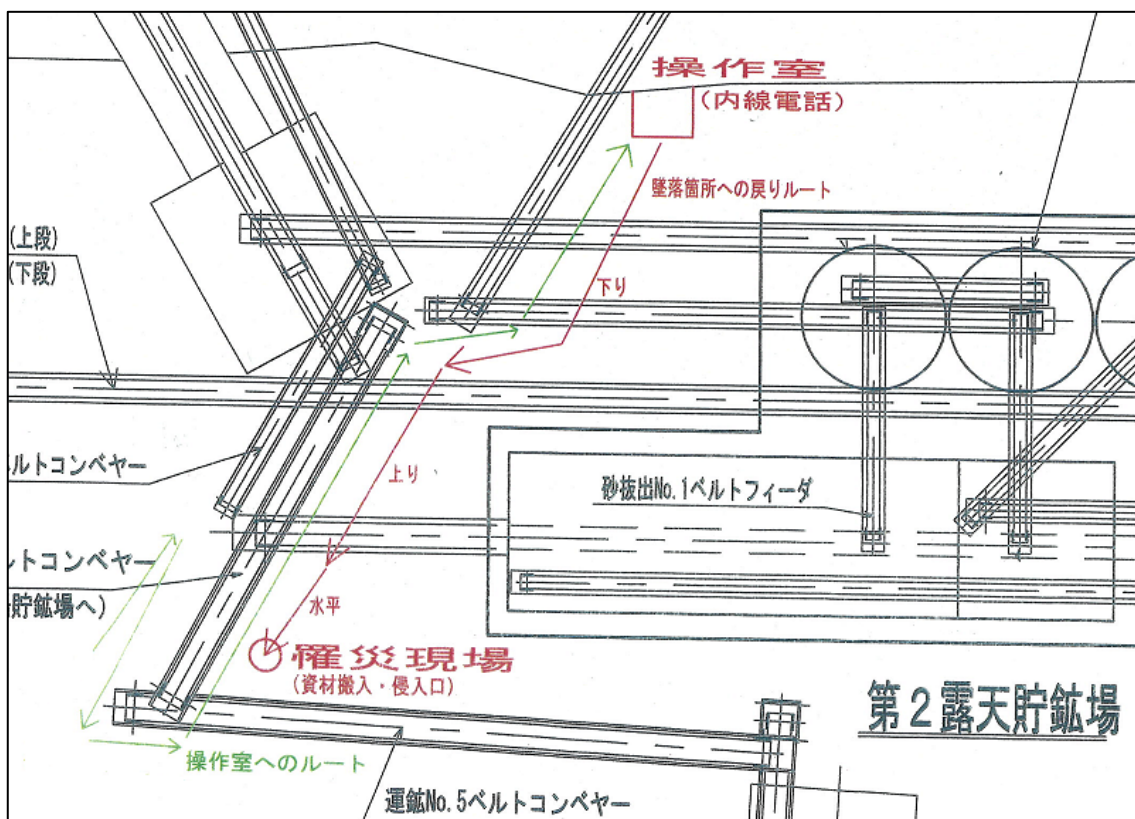 操作室
(内線電話)
墜落箇所への戻りルート
(上段)
(下段)
下り
ルトコンベヤー
上り
砂抜出No.1ベルトフィーダ
ルトコンベヤー
貯鉱場へ)
水平
罹災現場
(資材搬入・侵入口)
第2露天貯鉱場
操作室へのルート
運鉱No.5ベルトコンベヤー